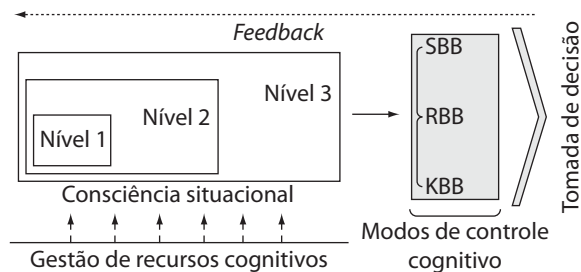 Feedback
Nível 1
Nível 2
Nível 3
Consciência situacional
Gestão de recursos cognitivos
SBB
RBB
KBB
Modos de controle
cognitivo
Tomada de decisão